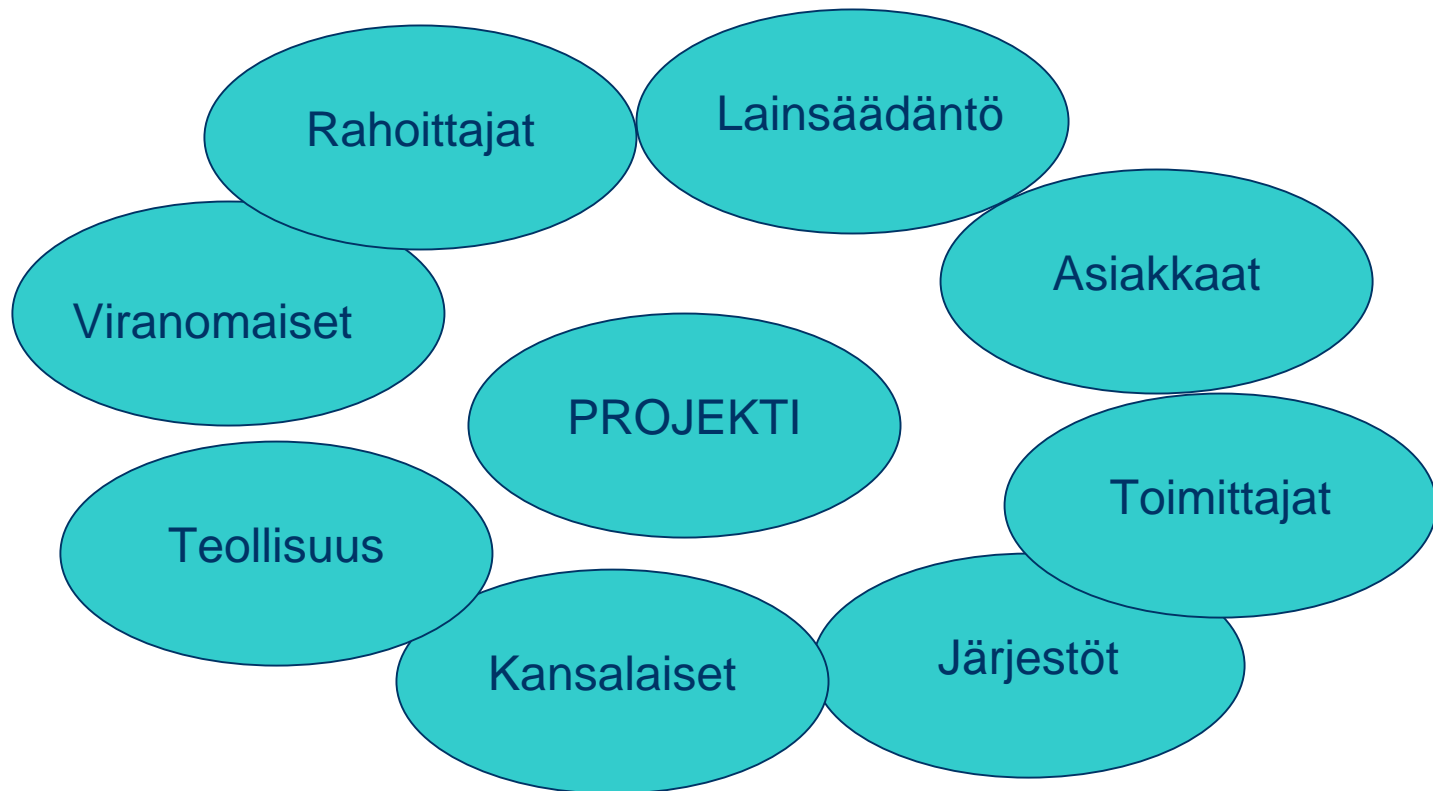 Rahoittajat
Lainsäädäntö
Asiakkaat
Viranomaiset
PROJEKTI
Toimittajat
Teollisuus
Kansalaiset
Järjestöt